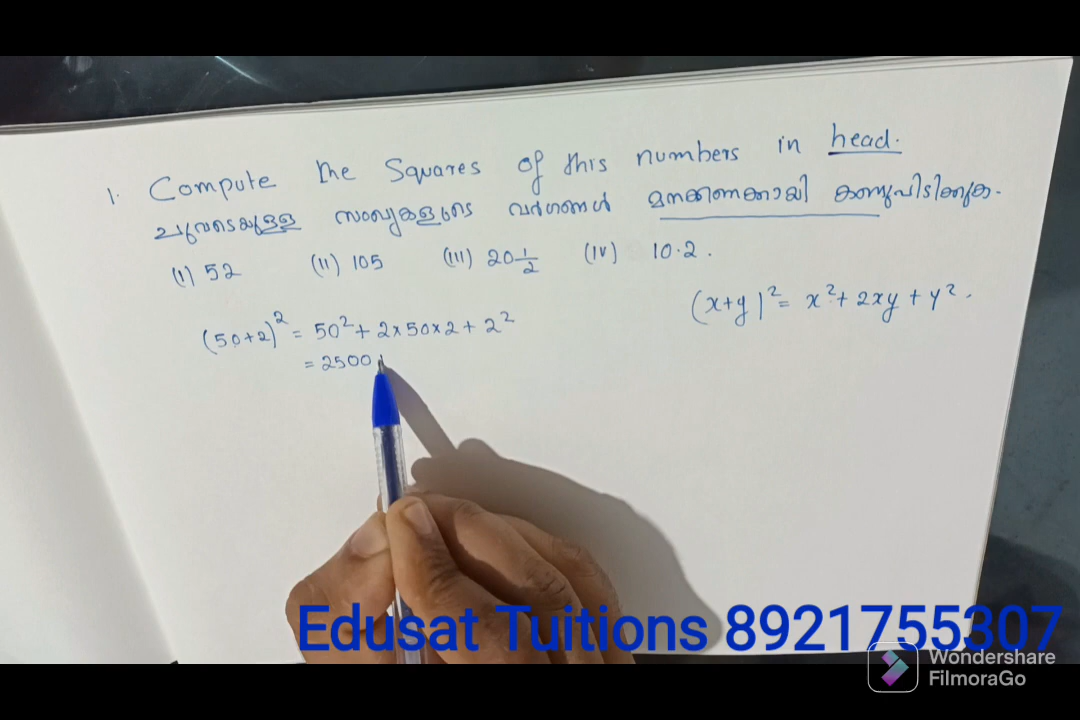 1. Compute the Squares of this numbers in head.
ചുവടെയുള്ള സംഖ്യകളുടെ വർഗങ്ങൾ മനക്കണക്കായി കണ്ടുപിടിക്കുക.
(I) 52 (II) 105 (III) 20 1/2 (IV) 10.2.
(x+y)² = x² + 2xy + y².
(50+2)² = 50² + 2×50×2 + 2²
= 2500
Edusat Tuitions 8921755307
Wondershare
FilmoraGo